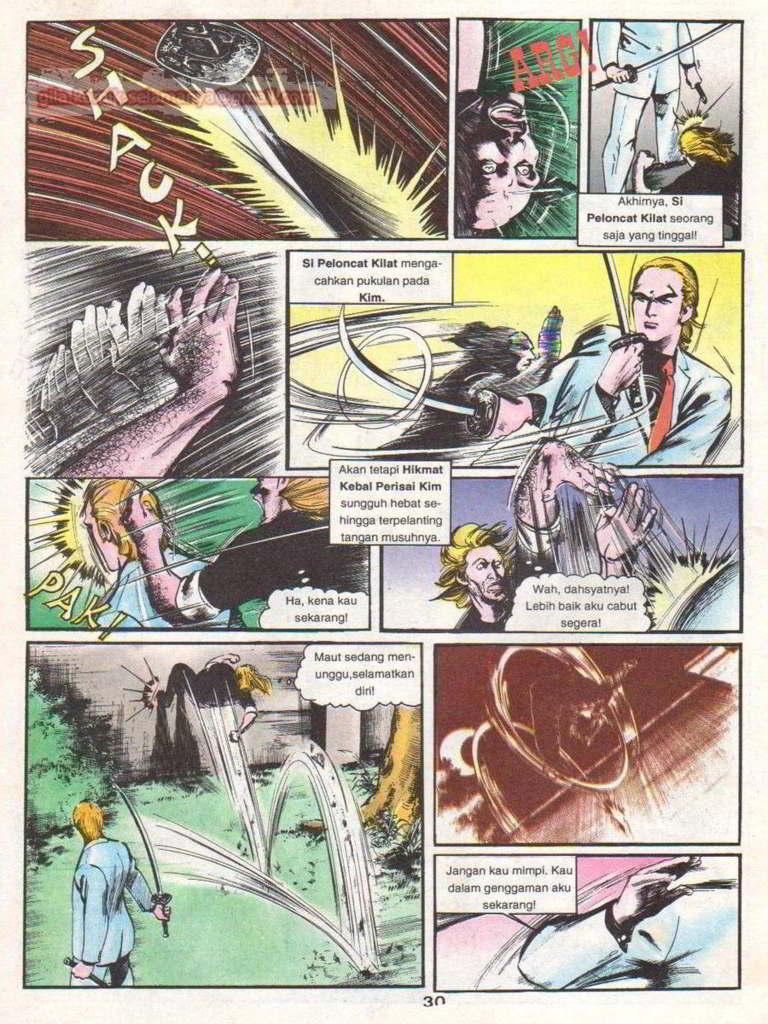 SHAUK!
ARG!
Akhirnya, Si
Peloncat Kilat seorang
saja yang tinggal!
Si Peloncat Kilat menga-
cahkan pukulan pada
Kim.
Akan tetapi Hikmat
Kebal Perisai Kim
sungguh hebat se-
hingga terpelanting
tangan musuhnya.
PAK!
Ha, kena kau
sekarang!
Wah, dahsyatnya!
Lebih baik aku cabut
segera!
Maut sedang men-
unggu,selamatkan
diri!
Jangan kau mimpi. Kau
dalam genggaman aku
sekarang!
30